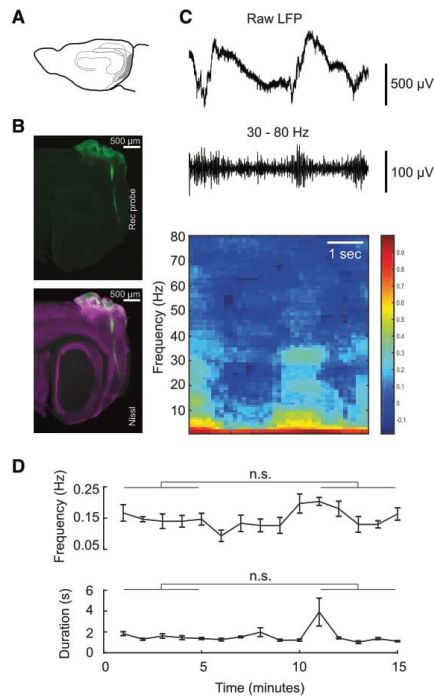 A
B
500 µm
Rec probe
500 µm
Nissl
C
Raw LFP
500 µV
30 - 80 Hz
100 µV
Frequency (Hz)
80
70
60
50
40
30
20
10
1 sec
0.9
0.8
0.7
0.6
0.5
0.4
0.3
0.2
0.1
0
-0.1
D
n.s.
Frequency (Hz)
0.25
0.15
0.05
n.s.
Duration (s)
6
4
2
0
0 5 10 15
Time (minutes)